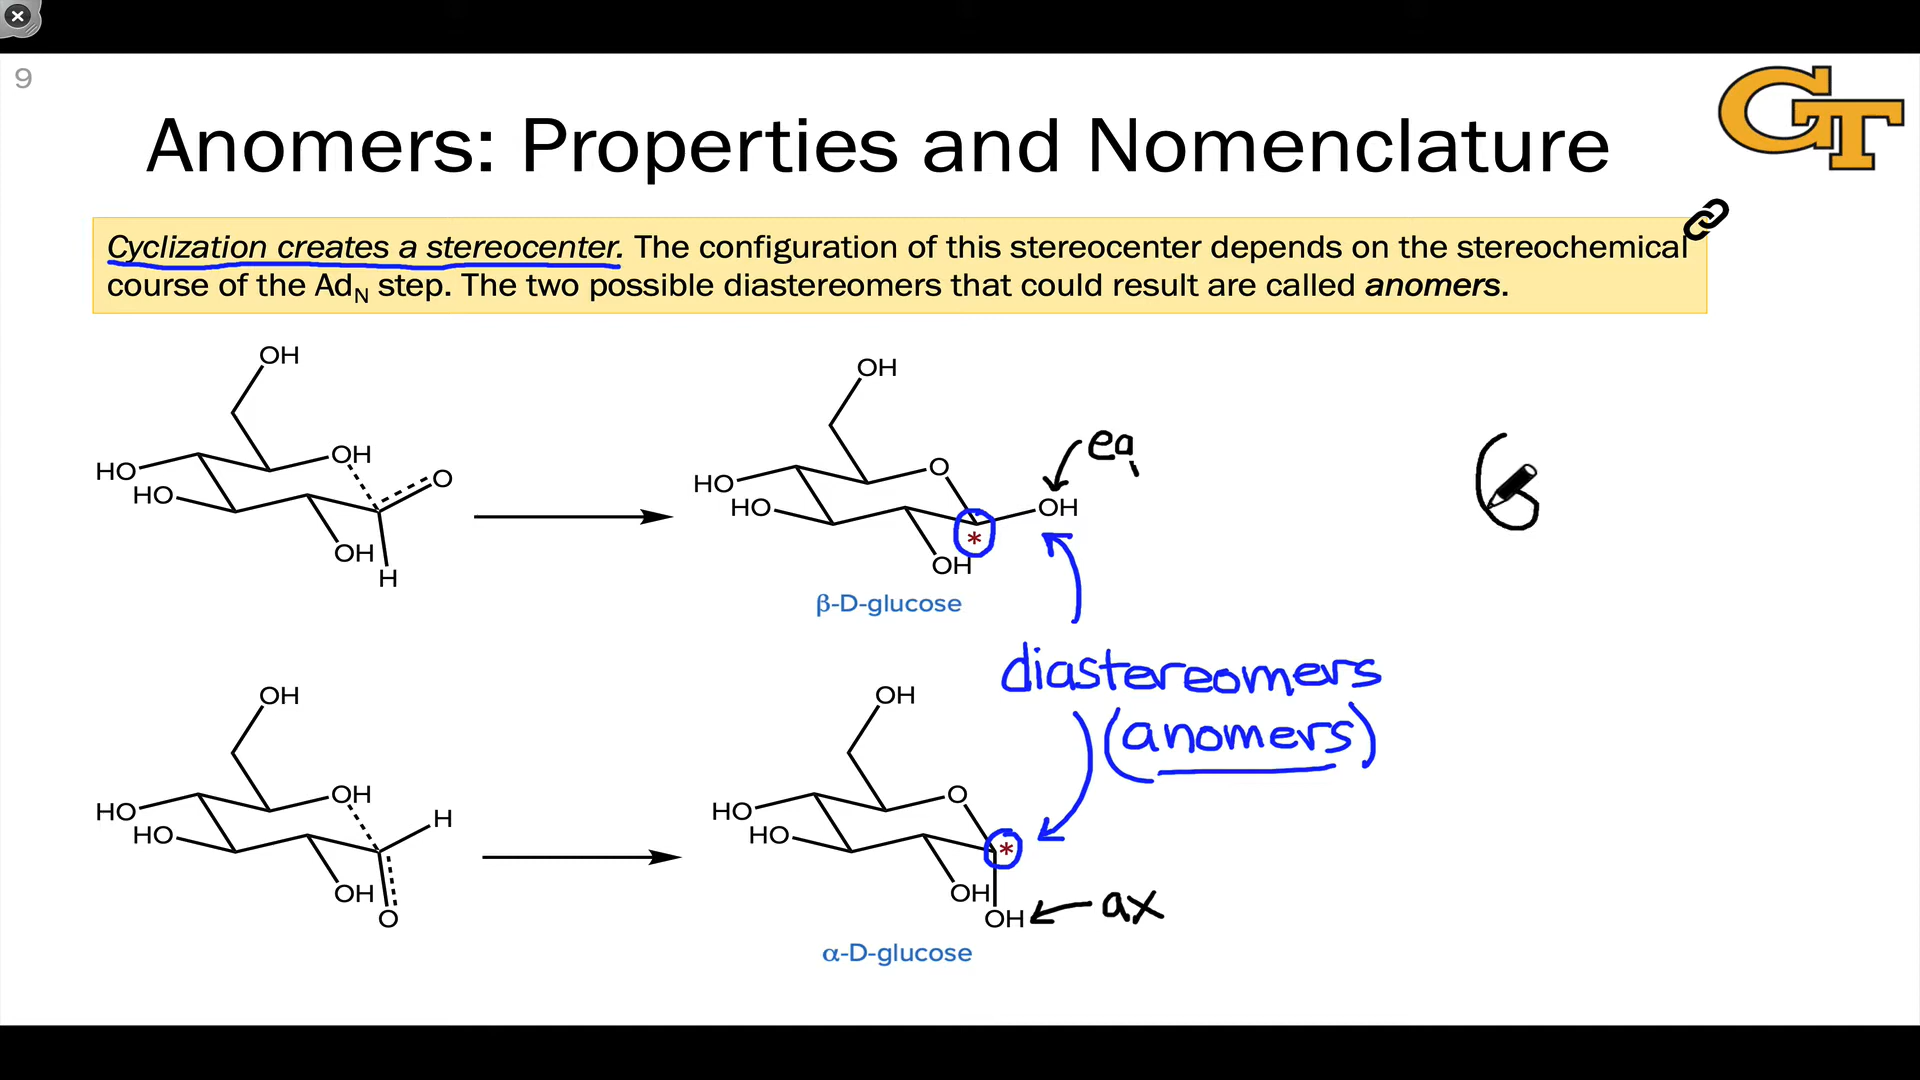 9
GT
Anomers: Properties and Nomenclature
Cyclization creates a stereocenter. The configuration of this stereocenter depends on the stereochemical
course of the AdN step. The two possible diastereomers that could result are called anomers.
OH
HO
HO
OH
O
OH
H
OH
HO
HO
O
OH
OH
*
eq
β-D-glucose
6
diastereomers
(anomers)
OH
HO
HO
OH
H
OH
O
OH
HO
HO
O
*
OH
OH
ax
α-D-glucose